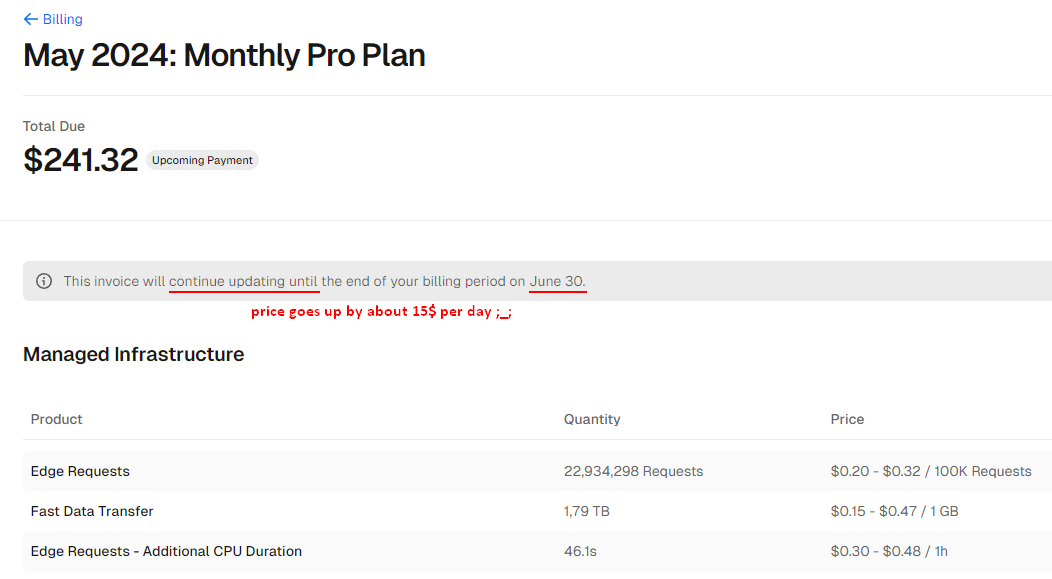 ← Billing
May 2024: Monthly Pro Plan
Total Due
$241.32 Upcoming Payment
This invoice will continue updating until the end of your billing period on June 30.
price goes up by about 15$ per day ;_;
Managed Infrastructure
Product Quantity Price
Edge Requests 22,934,298 Requests $0.20 - $0.32 / 100K Requests
Fast Data Transfer 1,79 TB $0.15 - $0.47 / 1 GB
Edge Requests - Additional CPU Duration 46.1s $0.30 - $0.48 / 1h